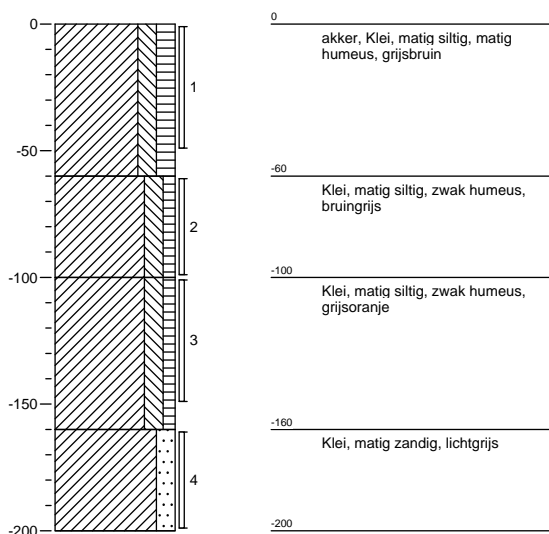 0
-50
-100
-150
-200
1
2
3
4
0
akker, Klei, matig siltig, matig
humeus, grijsbruin
-60
Klei, matig siltig, zwak humeus,
bruingrijs
-100
Klei, matig siltig, zwak humeus,
grijsoranje
-160
Klei, matig zandig, lichtgrijs
-200